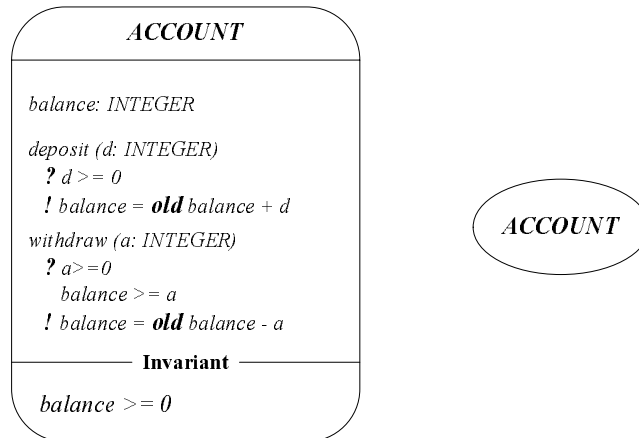 ACCOUNT
balance: INTEGER
deposit (d: INTEGER)
? d >= 0
! balance = old balance + d
withdraw (a: INTEGER)
? a>=0
balance >= a
! balance = old balance - a
Invariant
balance >= 0
ACCOUNT